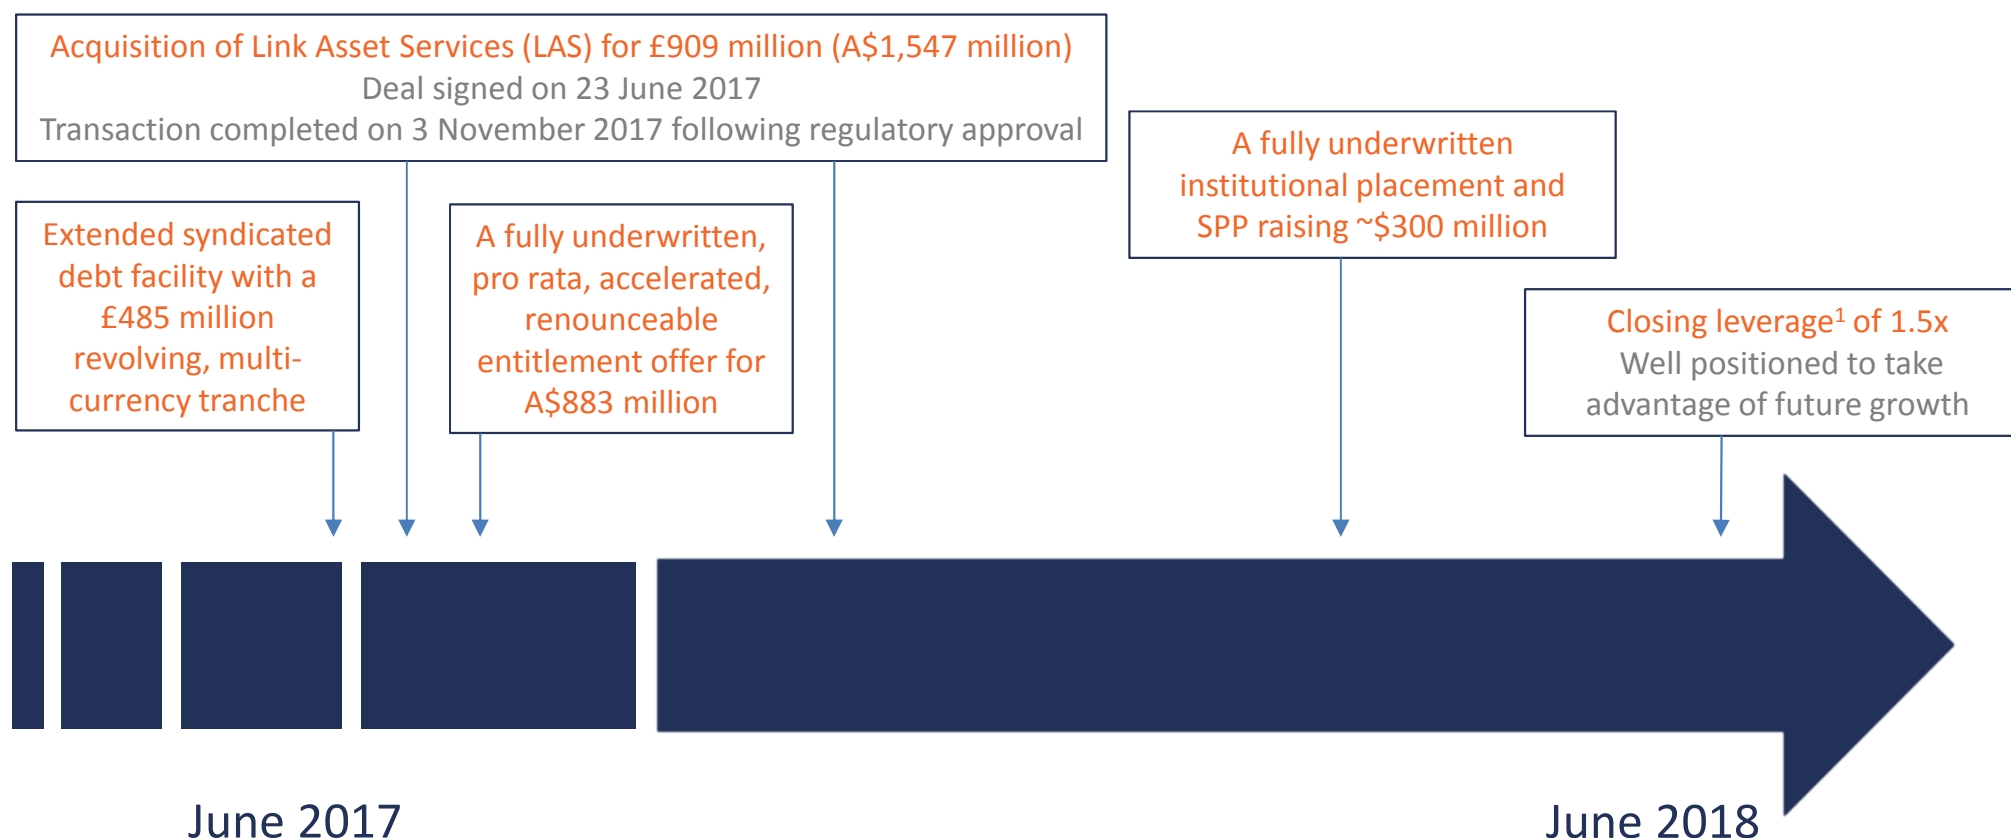 Acquisition of Link Asset Services (LAS) for £909 million (A$1,547 million)
Deal signed on 23 June 2017
Transaction completed on 3 November 2017 following regulatory approval
Extended syndicated
debt facility with a
£485 million
revolving, multi-
currency tranche
A fully underwritten,
pro rata, accelerated,
renounceable
entitlement offer for
A$883 million
A fully underwritten
institutional placement and
SPP raising ~$300 million
Closing leverage¹ of 1.5x
Well positioned to take
advantage of future growth
June 2017
June 2018